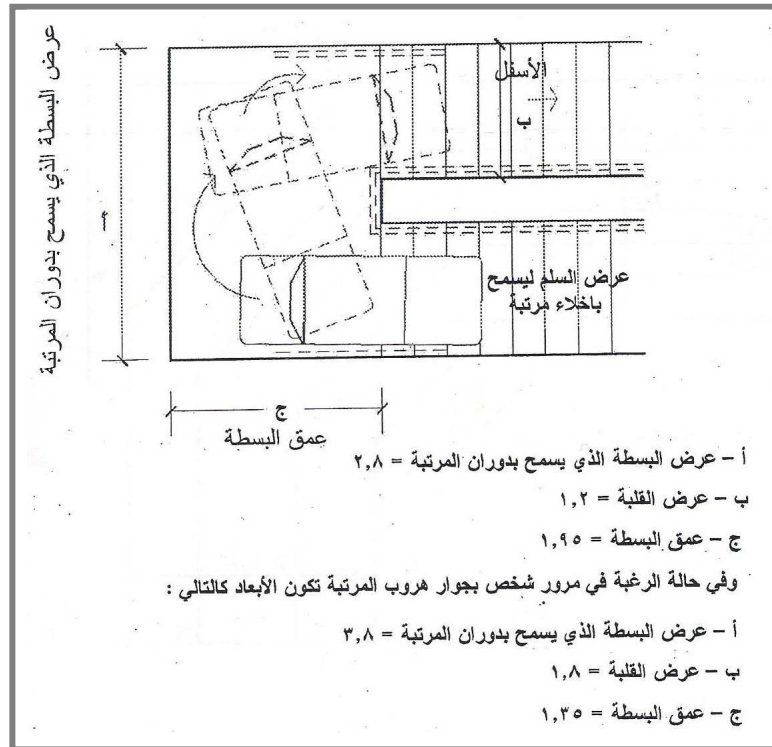 عرض البسطة الذي يسمح بدوران المرتبة
أ
الأسفل
ب
عرض السلم ليسمح
باخلاء مرتبة
ج
عمق البسطة
أ – عرض البسطة الذي يسمح بدوران المرتبة = ٢,٨
ب – عرض القلبة = ١,٢
ج – عمق البسطة = ١,٩٥
وفي حالة الرغبة في مرور شخص بجوار هروب المرتبة تكون الأبعاد كالتالي :
أ – عرض البسطة الذي يسمح بدوران المرتبة = ٣,٨
ب – عرض القلبة = ١,٨
ج – عمق البسطة = ١,٣٥